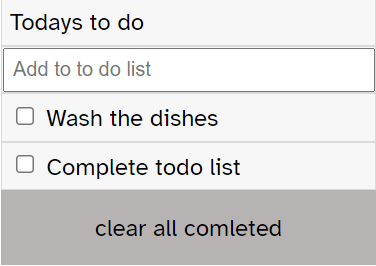 Todays to do
Add to to do list
Wash the dishes
Complete todo list
clear all comleted